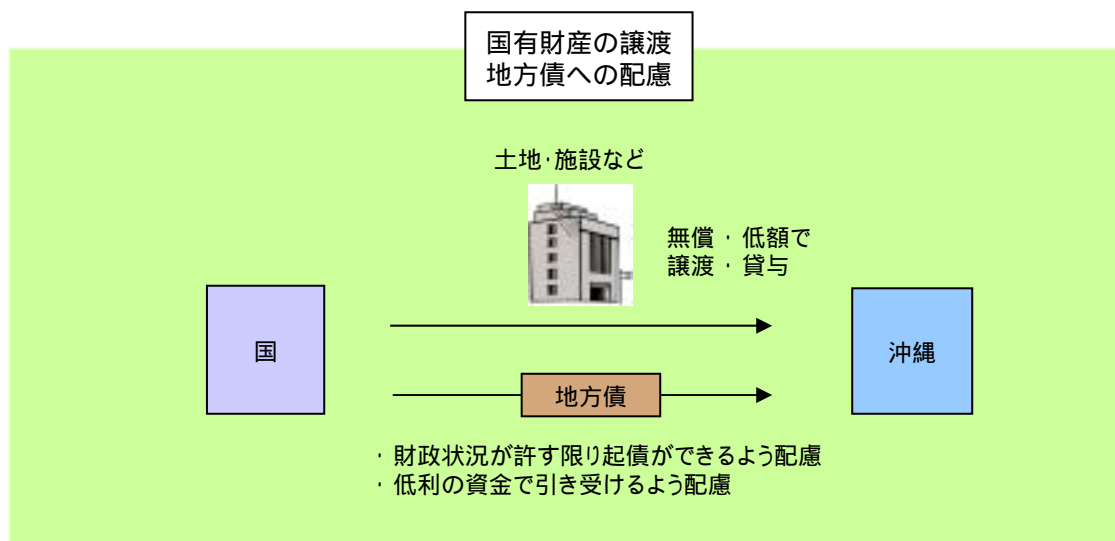 国有財産の譲渡
地方債への配慮
土地・施設など
無償・低額で
譲渡・貸与
国
沖縄
地方債
・財政状況が許す限り起債ができるよう配慮
・低利の資金で引き受けるよう配慮